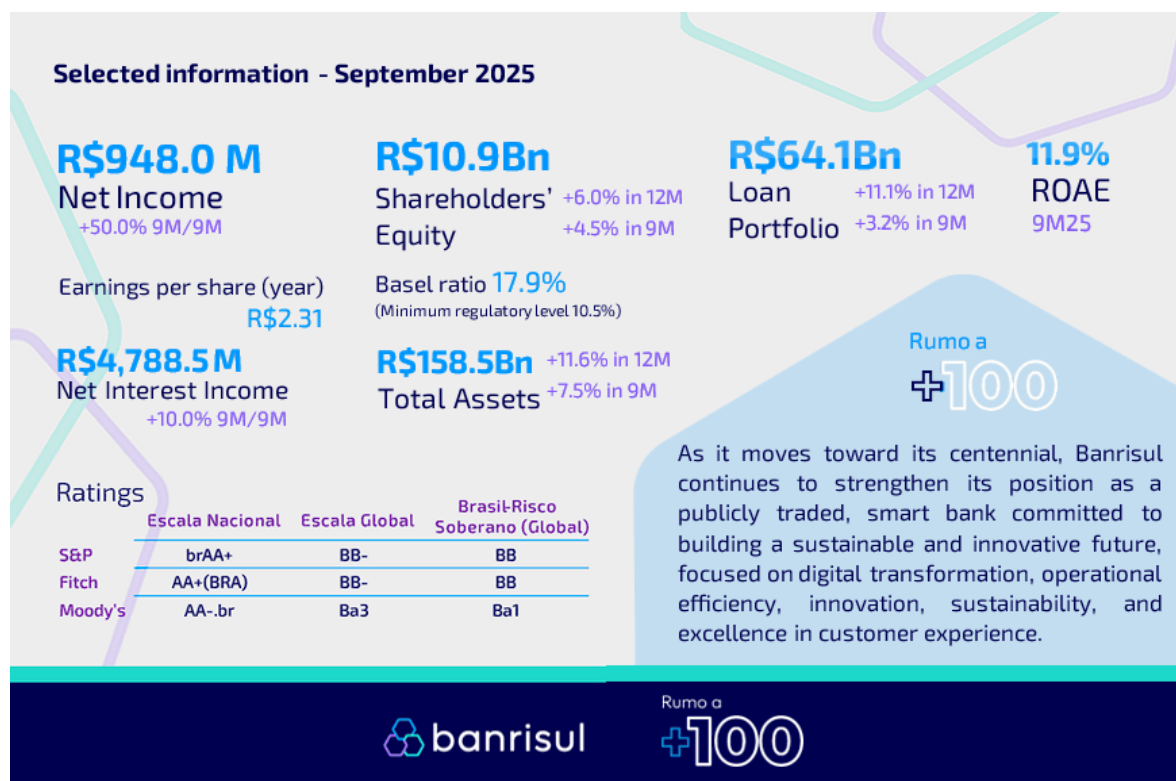 Selected information - September 2025
R$948.0 M
Net Income
+50.0% 9M/9M
Earnings per share (year)
R$2.31
R$4,788.5 M
Net Interest Income
+10.0% 9M/9M
R$10.9Bn
Shareholders' +6.0% in 12M
Equity +4.5% in 9M
Basel ratio 17.9%
(Minimum regulatory level 10.5%)
R$158.5Bn +11.6% in 12M
Total Assets +7.5% in 9M
R$64.1Bn
Loan +11.1% in 12M
Portfolio +3.2% in 9M
11.9%
ROAE
9M25
Ratings
Escala Nacional Escala Global Brasil-Risco
Soberano (Global)
S&P brAA+ BB- BB
Fitch AA+(BRA) BB- BB
Moody's AA-.br Ba3 Ba1
Rumo a
+100
As it moves toward its centennial, Banrisul
continues to strengthen its position as a
publicly traded, smart bank committed to
building a sustainable and innovative future,
focused on digital transformation, operational
efficiency, innovation, sustainability, and
excellence in customer experience.
banrisul
Rumo a
+100